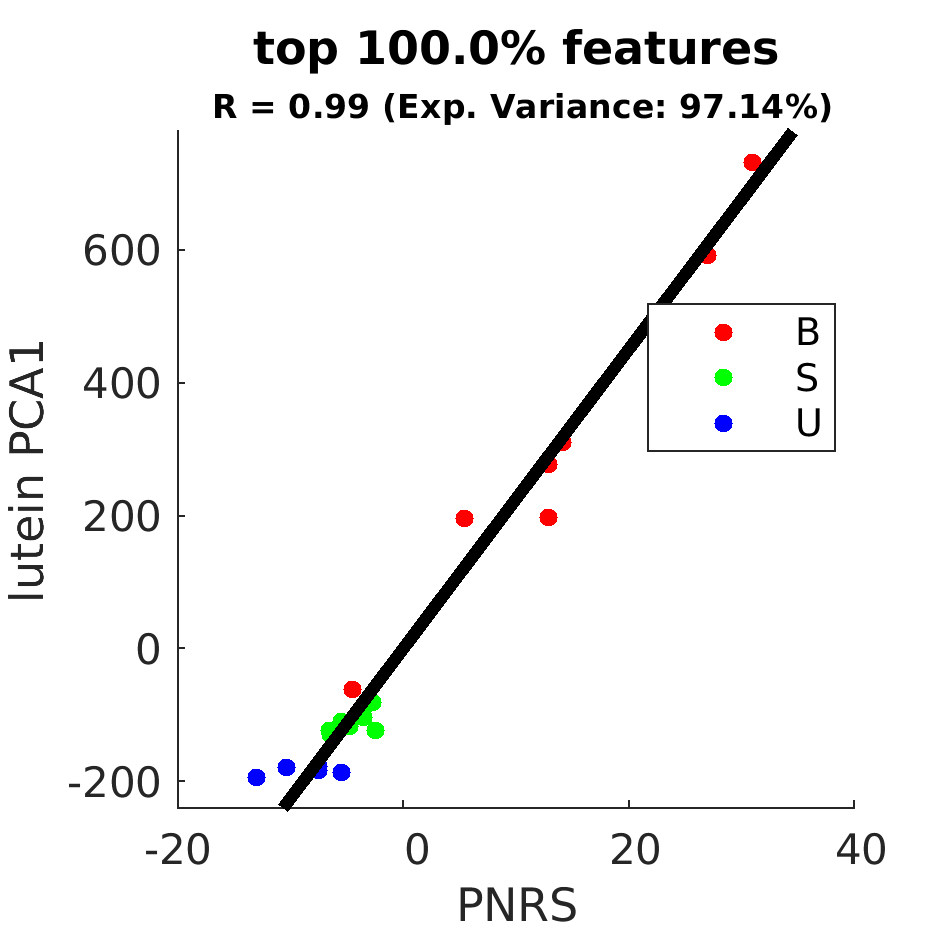 top 100.0% features
R = 0.99 (Exp. Variance: 97.14%)
lutein PCA1
600
400
200
0
-200
B
S
U
-20 0 20 40
PNRS